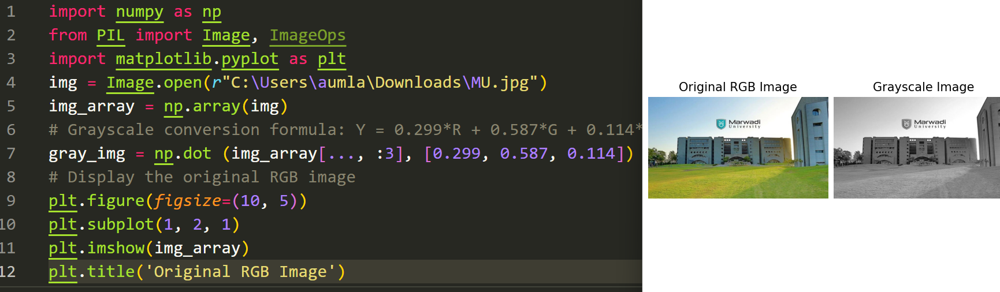 1 import numpy as np
2 from PIL import Image, ImageOps
3 import matplotlib.pyplot as plt
4 img = Image.open(r"C:\Users\aumla\Downloads\MU.jpg")
5 img_array = np.array(img)
6 # Grayscale conversion formula: Y = 0.299*R + 0.587*G + 0.114*
7 gray_img = np.dot (img_array[..., :3], [0.299, 0.587, 0.114])
8 # Display the original RGB image
9 plt.figure(figsize=(10, 5))
10 plt.subplot(1, 2, 1)
11 plt.imshow(img_array)
12 plt.title('Original RGB Image')
Original RGB Image
Marwadi
University
Grayscale Image
Marwadi
University